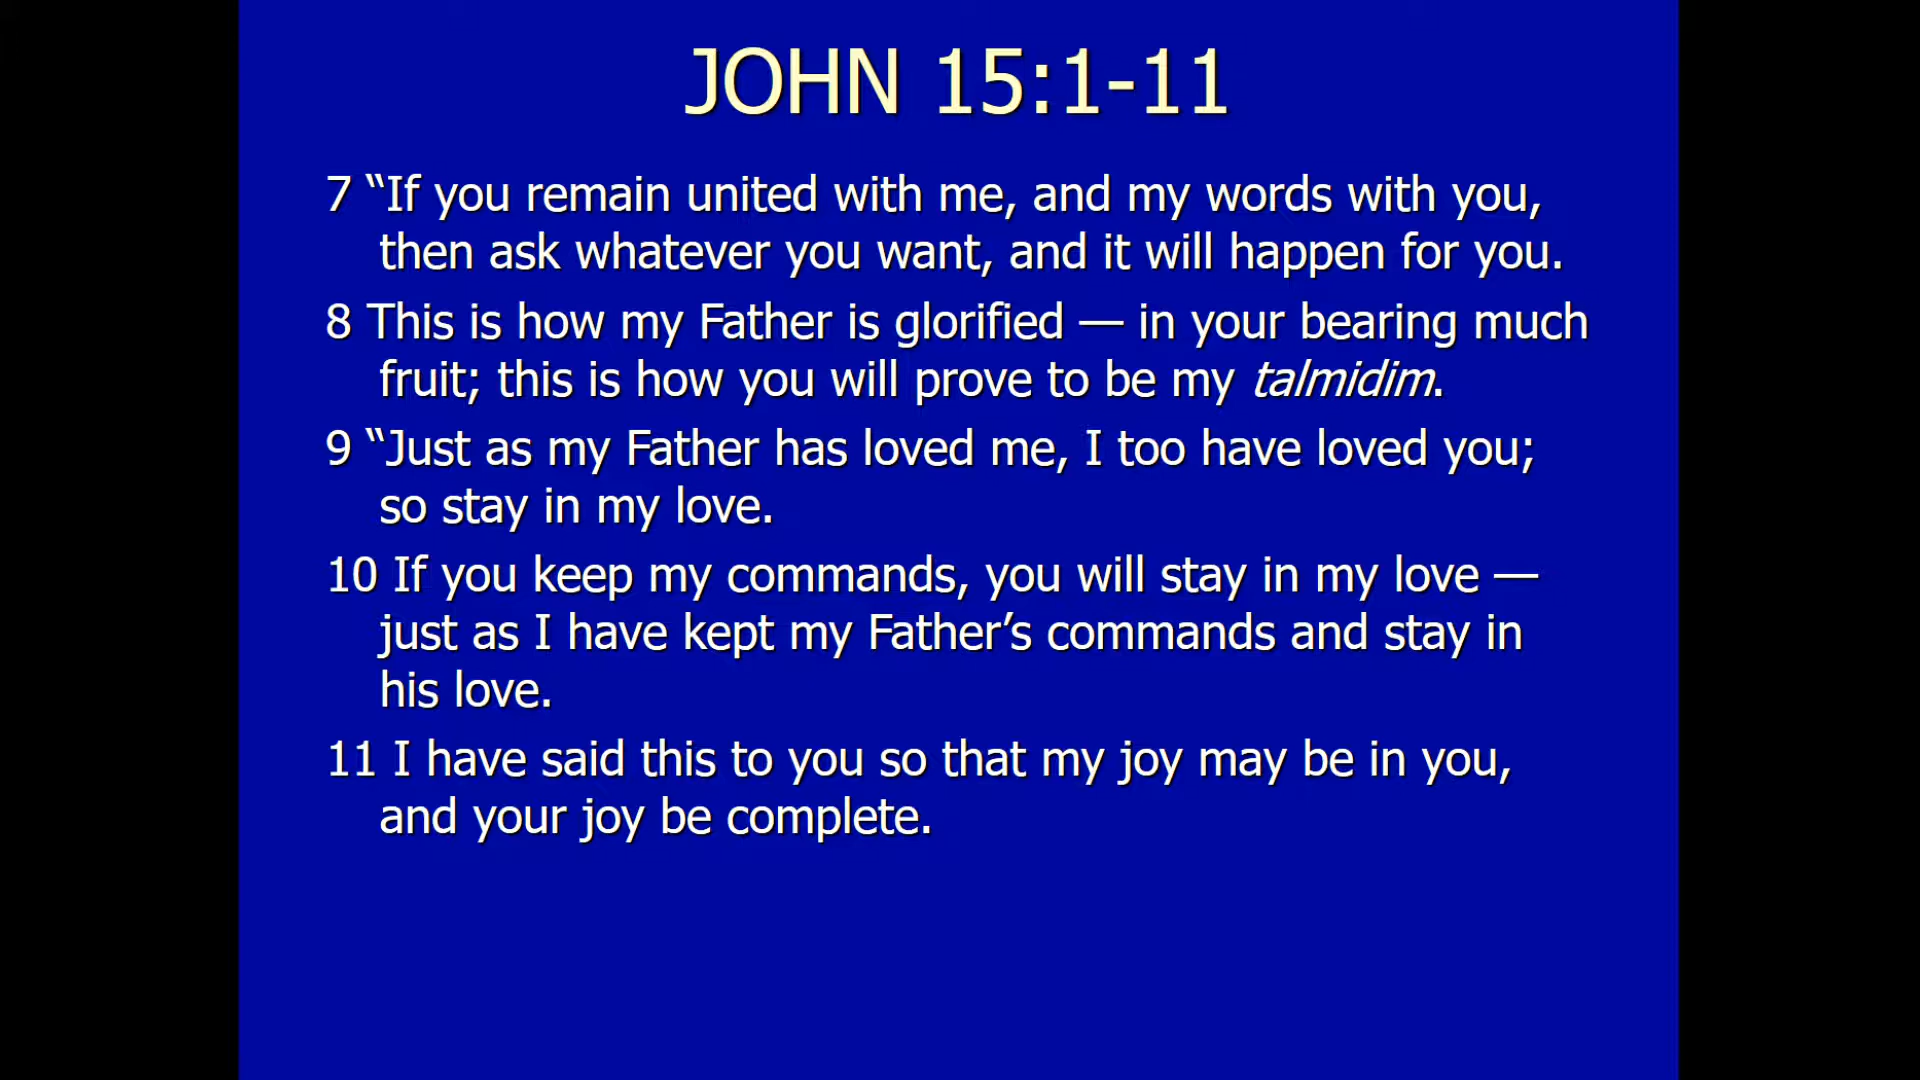 JOHN 15:1-11
7 “If you remain united with me, and my words with you,
then ask whatever you want, and it will happen for you.
8 This is how my Father is glorified — in your bearing much
fruit; this is how you will prove to be my talmidim.
9 “Just as my Father has loved me, I too have loved you;
so stay in my love.
10 If you keep my commands, you will stay in my love —
just as I have kept my Father’s commands and stay in
his love.
11 I have said this to you so that my joy may be in you,
and your joy be complete.